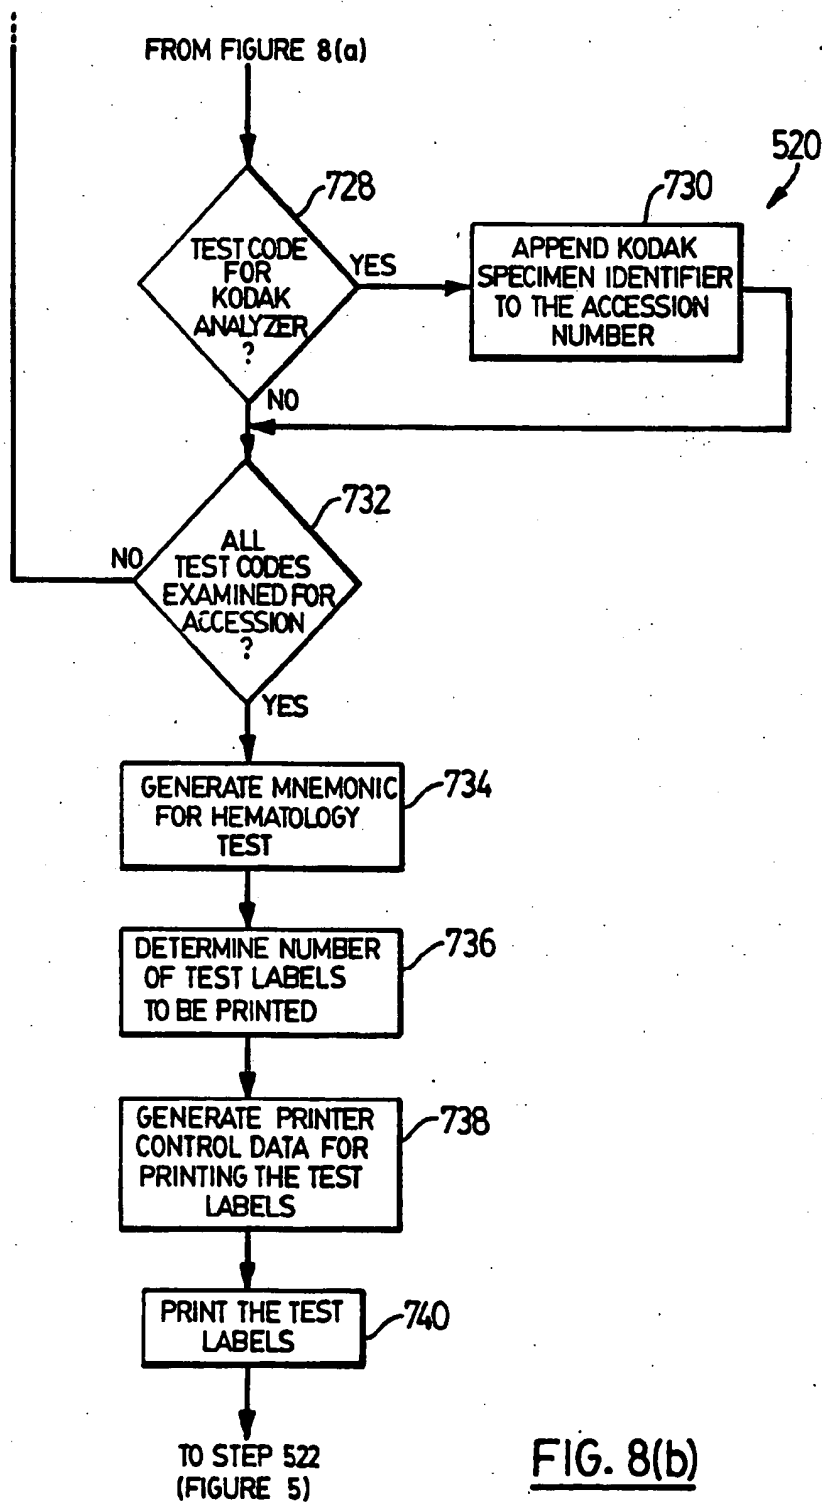 FROM FIGURE 8(a)
520
728
TEST CODE
FOR
KODAK
ANALYZER
?
YES
730
APPEND KODAK
SPECIMEN IDENTIFIER
TO THE ACCESSION
NUMBER
NO
732
ALL
TEST CODES
EXAMINED FOR
ACCESSION
?
NO
YES
GENERATE MNEMONIC
FOR HEMATOLOGY
TEST
734
DETERMINE NUMBER
OF TEST LABELS
TO BE PRINTED
736
GENERATE PRINTER
CONTROL DATA FOR
PRINTING THE TEST
LABELS
738
PRINT THE TEST
LABELS
740
TO STEP 522
(FIGURE 5)
FIG. 8(b)